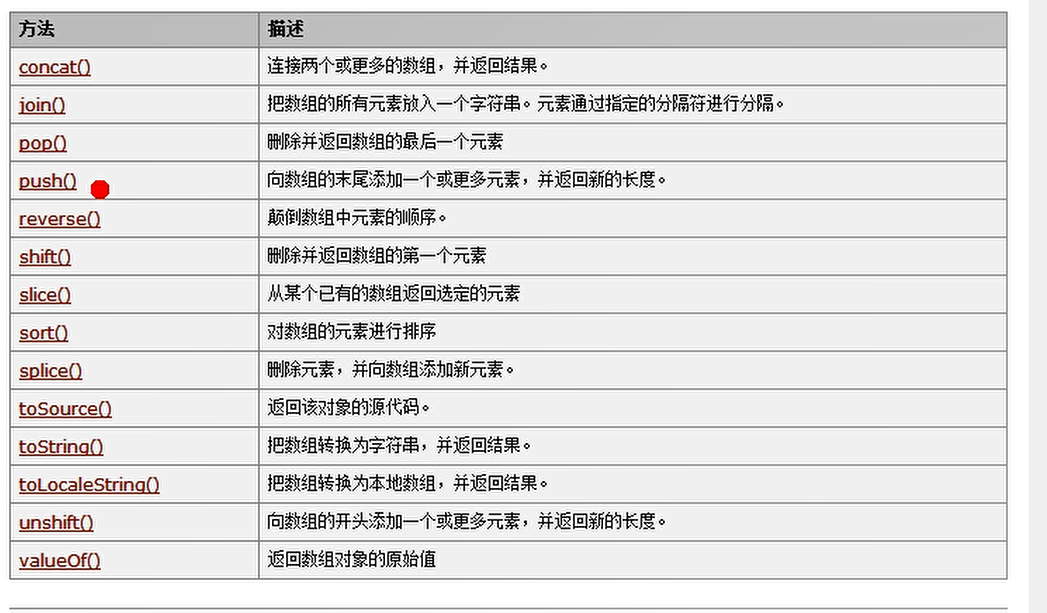 方法 描述
concat() 连接两个或更多的数组，并返回结果。
join() 把数组的所有元素放入一个字符串。元素通过指定的分隔符进行分隔。
pop() 删除并返回数组的最后一个元素
push() 向数组的末尾添加一个或更多元素，并返回新的长度。
reverse() 颠倒数组中元素的顺序。
shift() 删除并返回数组的第一个元素
slice() 从某个已有的数组返回选定的元素
sort() 对数组的元素进行排序
splice() 删除元素，并向数组添加新元素。
toSource() 返回该对象的源代码。
toString() 把数组转换为字符串，并返回结果。
toLocaleString() 把数组转换为本地数组，并返回结果。
unshift() 向数组的开头添加一个或更多元素，并返回新的长度。
valueOf() 返回数组对象的原始值